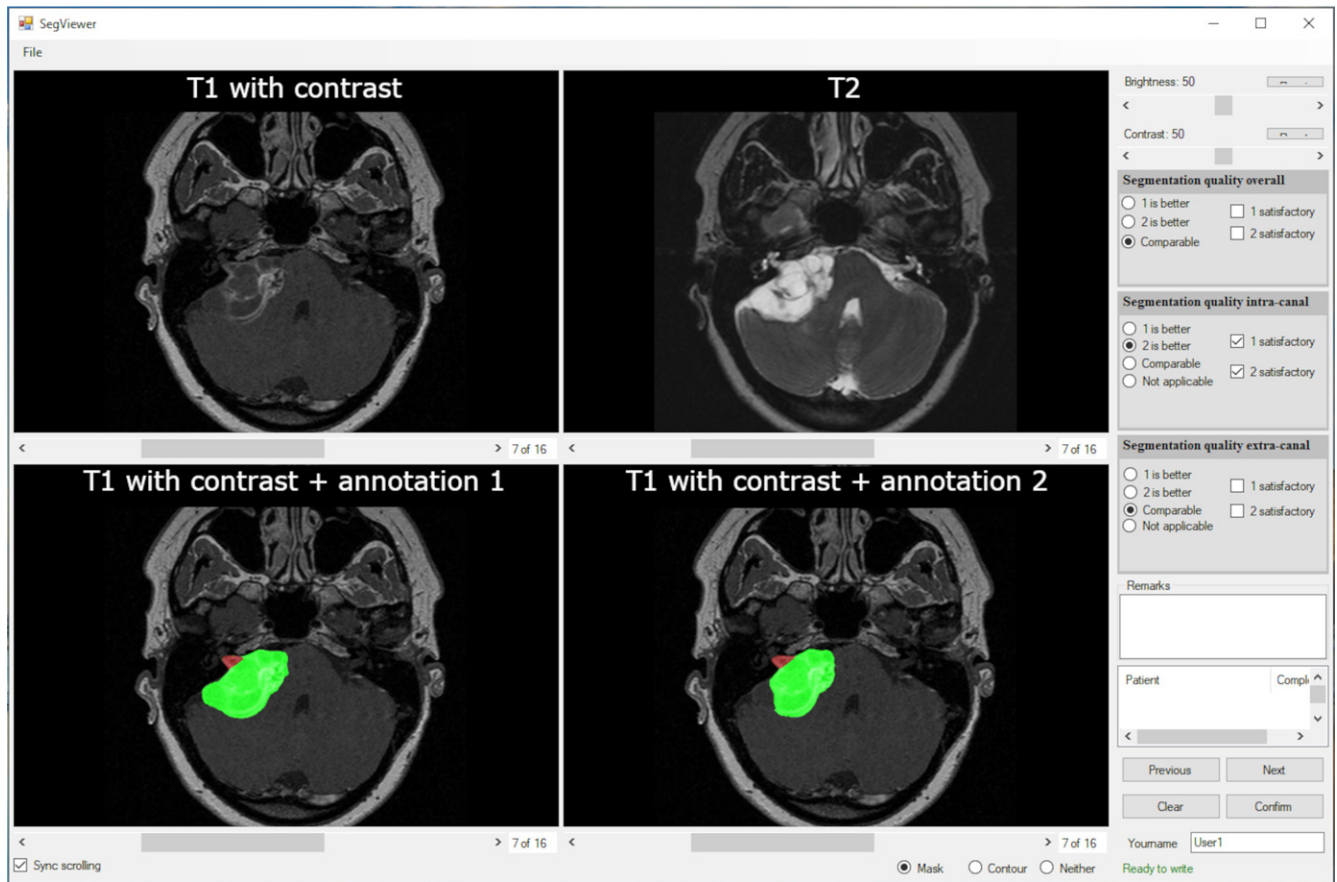 SegViewer
File
T1 with contrast
T2
7 of 16
7 of 16
T1 with contrast + annotation 1
T1 with contrast + annotation 2
7 of 16
7 of 16
Sync scrolling
Mask
Contour
Neither
Brightness: 50
Contrast: 50
Segmentation quality overall
1 is better
2 is better
Comparable
1 satisfactory
2 satisfactory
Segmentation quality intra-canal
1 is better
2 is better
Comparable
Not applicable
1 satisfactory
2 satisfactory
Segmentation quality extra-canal
1 is better
2 is better
Comparable
Not applicable
1 satisfactory
2 satisfactory
Remarks
Patient
Previous
Next
Clear
Confirm
Yourname
User1
Ready to write